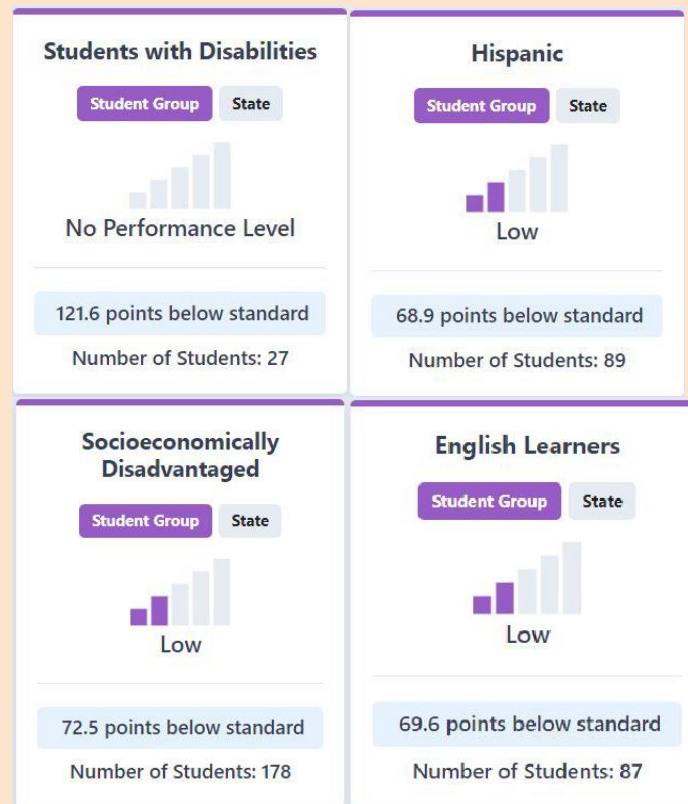 Students with Disabilities
Student Group State
No Performance Level
121.6 points below standard
Number of Students: 27
Hispanic
Student Group State
Low
68.9 points below standard
Number of Students: 89
Socioeconomically
Disadvantaged
Student Group State
Low
72.5 points below standard
Number of Students: 178
English Learners
Student Group State
Low
69.6 points below standard
Number of Students: 87